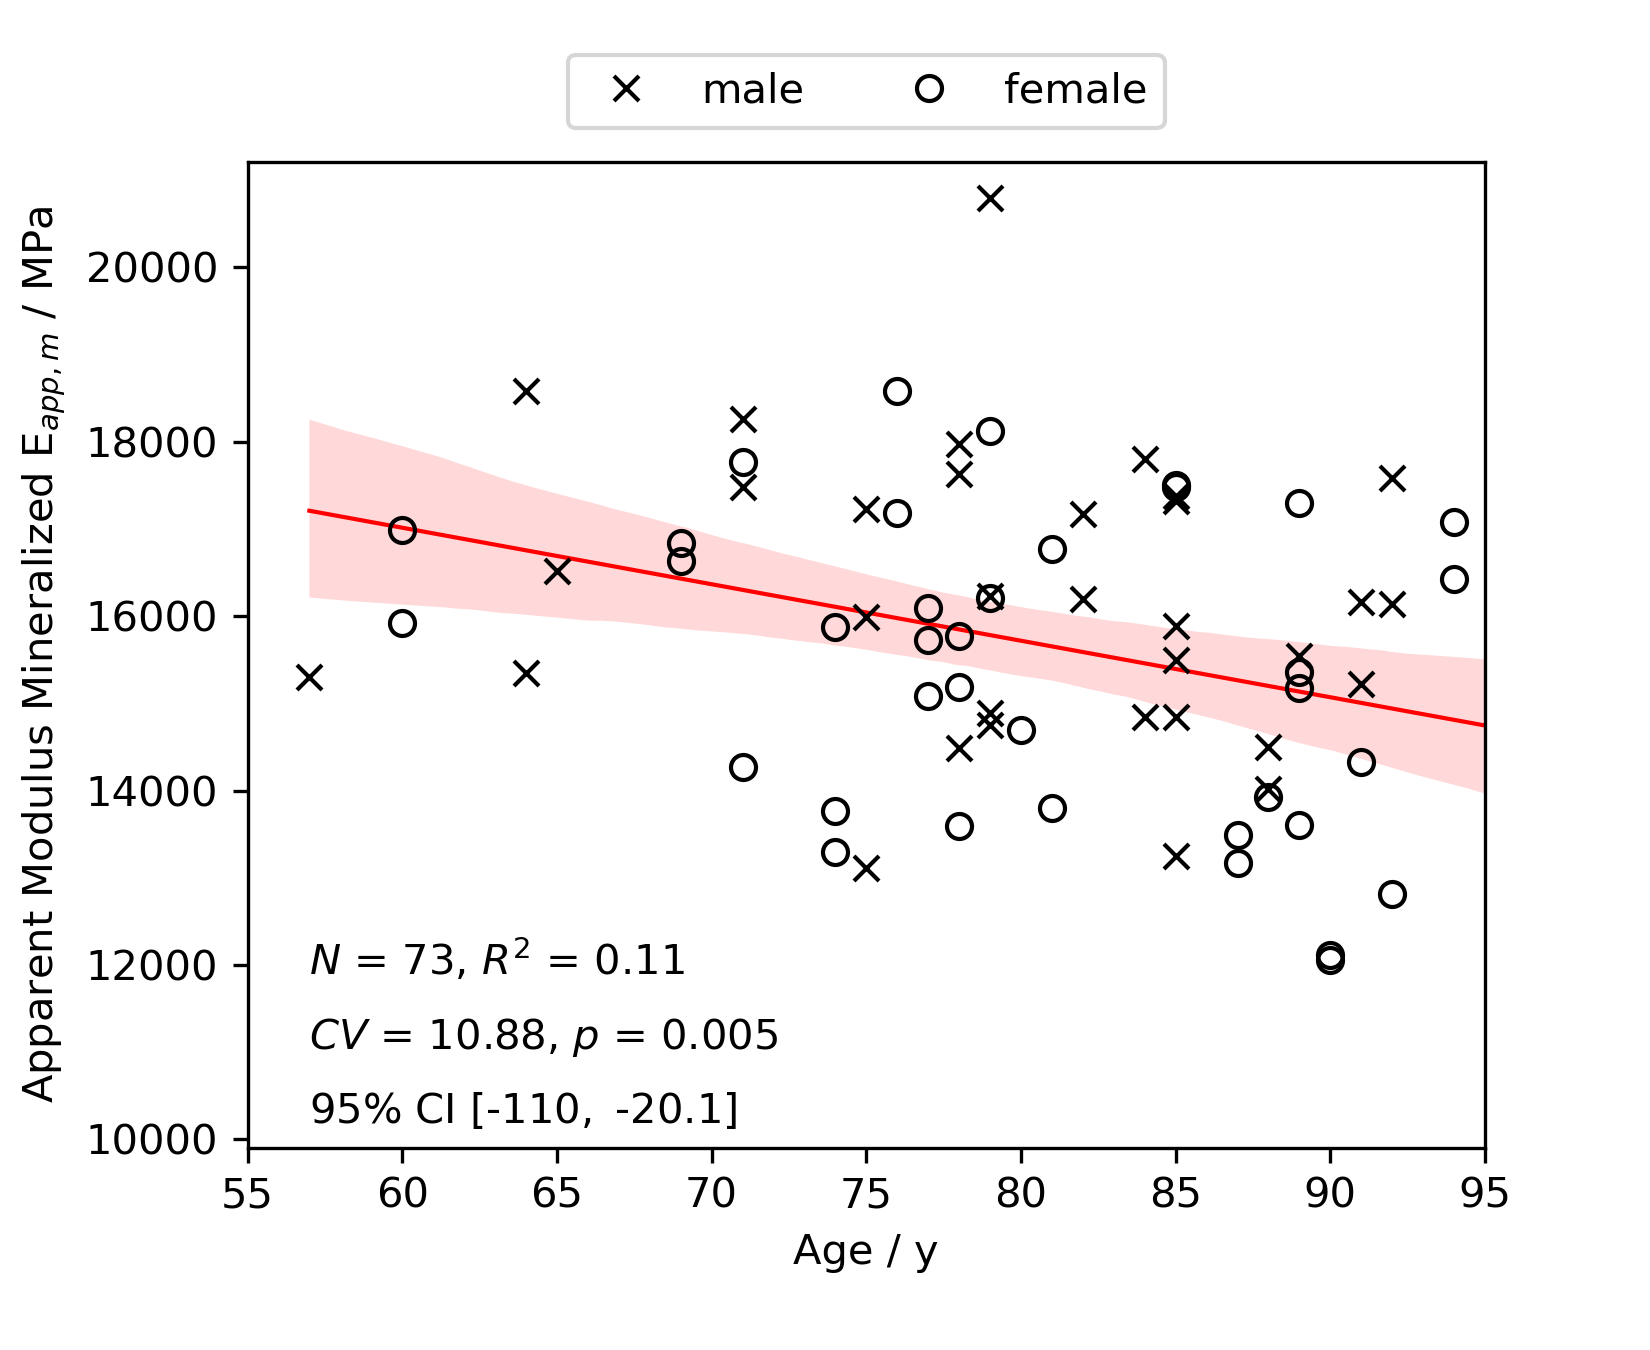 male female
Apparent Modulus Mineralized E_app, m / MPa
20000
18000
16000
14000
12000
10000
N = 73, R² = 0.11
CV = 10.88, p = 0.005
95% CI [-110, -20.1]
55 60 65 70 75 80 85 90 95
Age / y